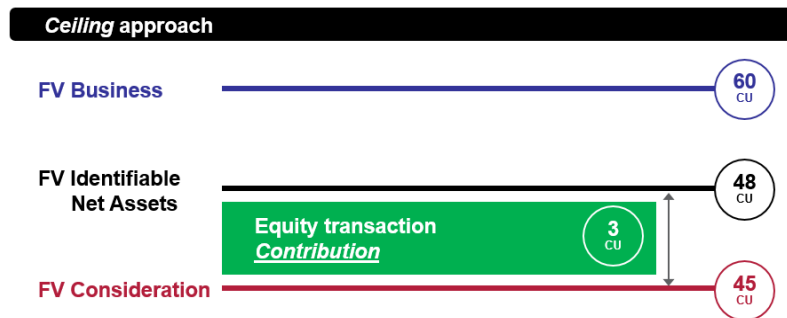 Ceiling approach
FV Business
60
CU
FV Identifiable
Net Assets
48
CU
Equity transaction
Contribution
3
CU
FV Consideration
45
CU